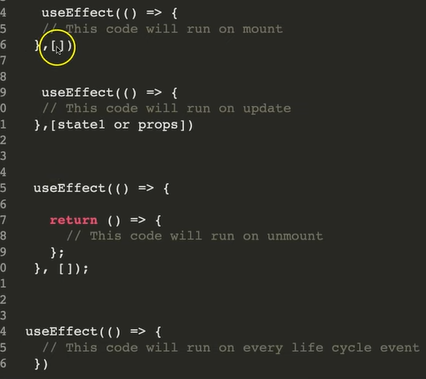 4 useEffect(() => {
5 // This code will run on mount
6 },[])
7
8
9 useEffect(() => {
0 // This code will run on update
1 },[state1 or props])
2
3
4
5 useEffect(() => {
6
7 return () => {
8 // This code will run on unmount
9 };
0 }, []);
1
2
3
4 useEffect(() => {
5 // This code will run on every life cycle event
6 })